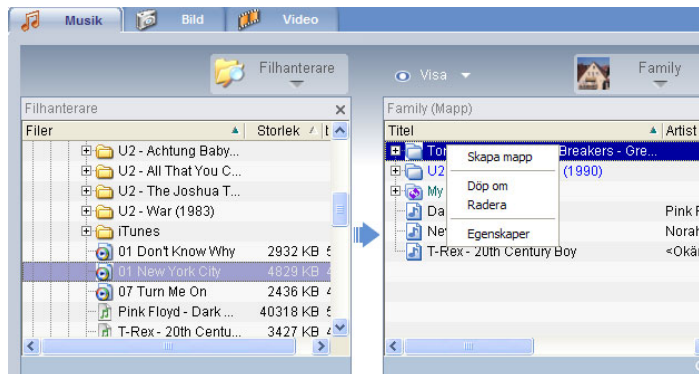 Musik Bild Video
Filhanterare Visa Family
Filhanterare Family (Mapp)
Filer Storlek Titel Artist
U2 - Achtung Baby...
U2 - All That You C...
U2 - The Joshua T...
U2 - War (1983)
iTunes
01 Don't Know Why 2932 KB
01 New York City 4829 KB
07 Turn Me On 2436 KB
Pink Floyd - Dark ... 40318 KB
T-Rex - 20th Centu... 3427 KB
Breakers - Gre...
U2 (1990)
My
Pink
T-Rex - 20th Century Boy
Skapa mapp
Döp om
Radera
Egenskaper